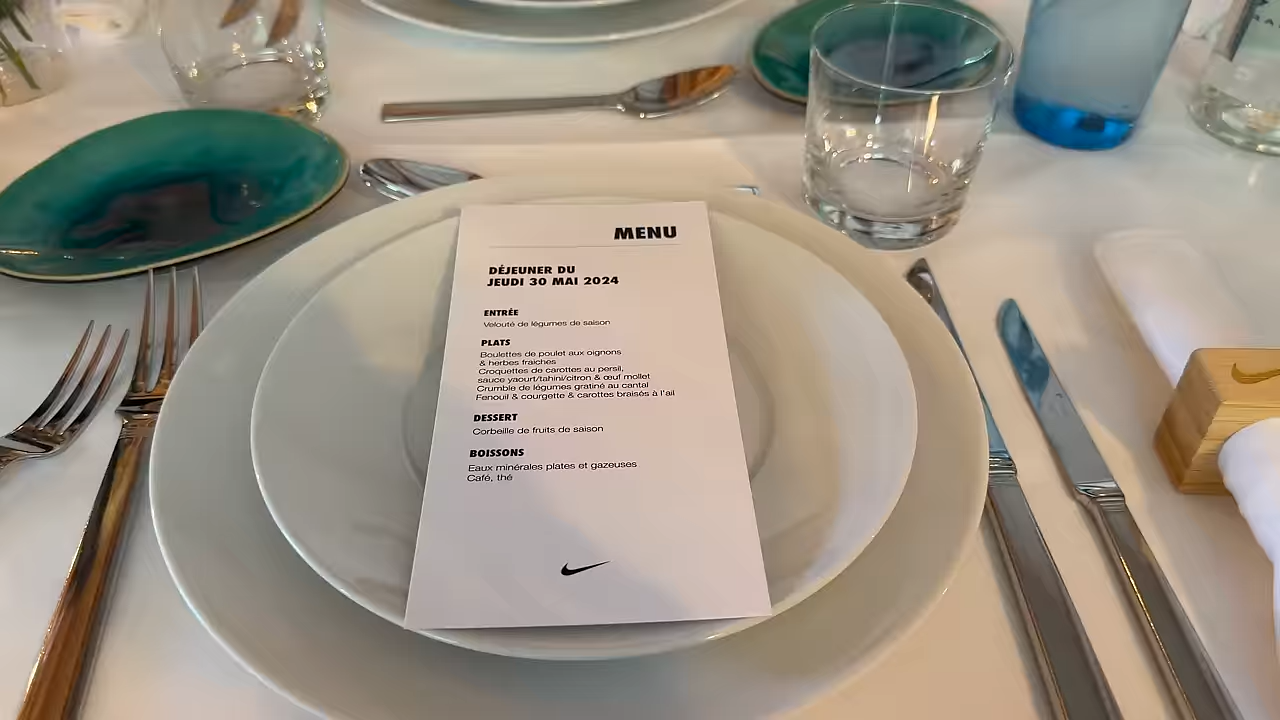 MENU
DÉJEUNER DU
JEUDI 30 MAI 2024
ENTRÉE
Velouté de légumes de saison
PLATS
Boulettes de poulet aux oignons
& herbes fraiches
Croquettes de carottes au persil,
sauce yaourt/tahini/citron & œuf mollet
Crumble de légumes gratiné au cantal
Fenouil & courgette & carottes braisés à l'ail
DESSERT
Corbeille de fruits de saison
BOISSONS
Eaux minérales plates et gazeuses
Café, thé